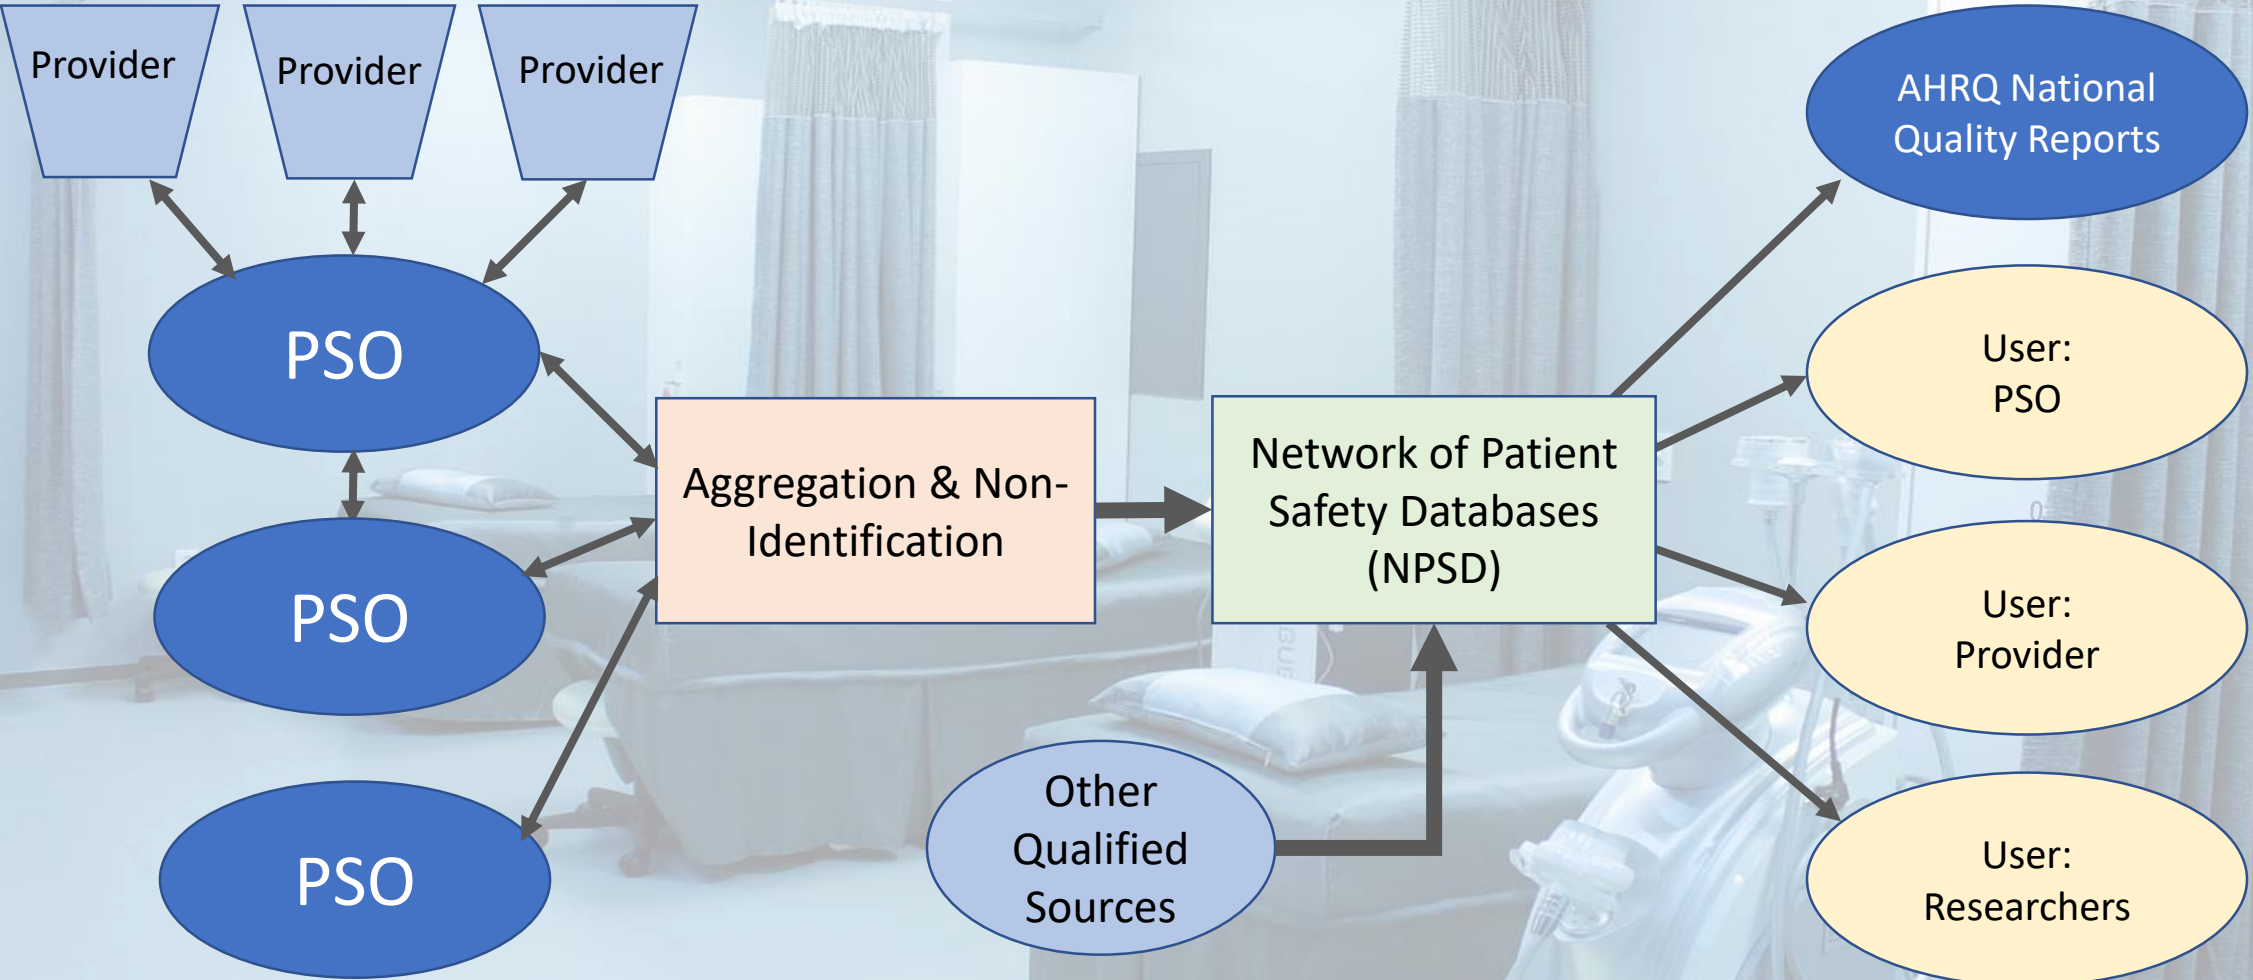 Provider
Provider
Provider
PSO
PSO
PSO
Aggregation & Non-
Identification
Network of Patient
Safety Databases
(NPSD)
Other
Qualified
Sources
AHRQ National
Quality Reports
User:
PSO
User:
Provider
User:
Researchers